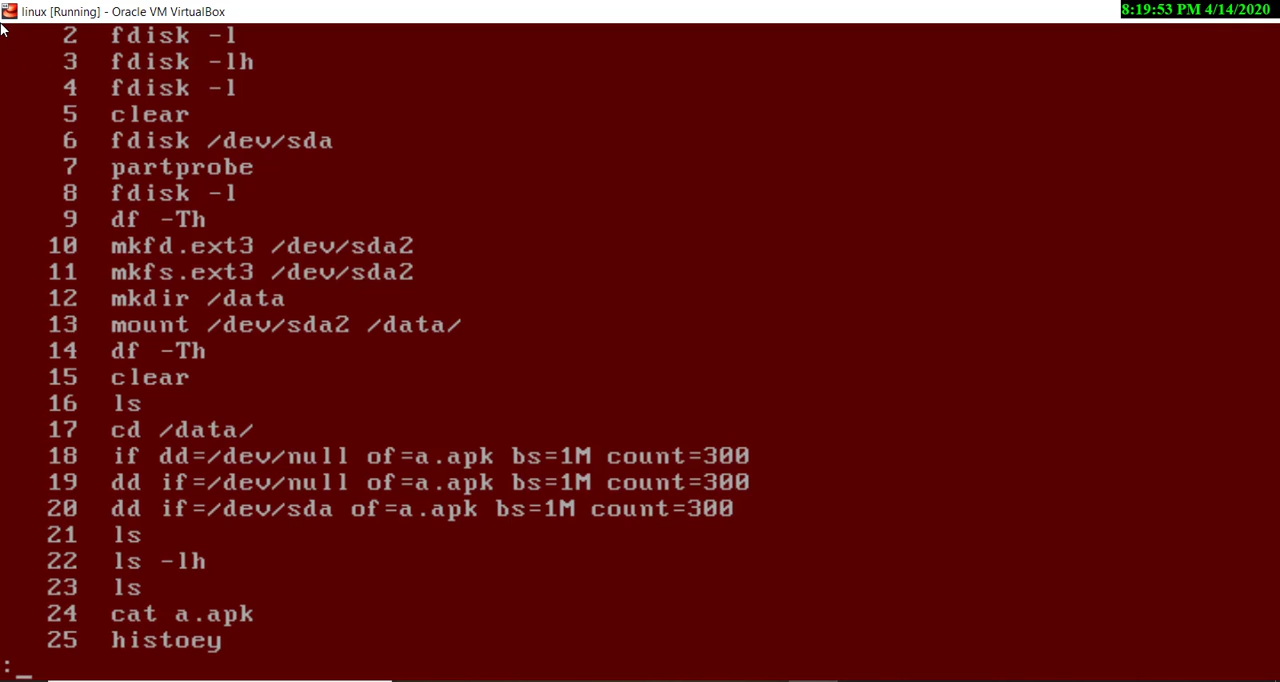 linux [Running] - Oracle VM VirtualBox
8:19:53 PM 4/14/2020
2 fdisk -l
3 fdisk -lh
4 fdisk -l
5 clear
6 fdisk /dev/sda
7 partprobe
8 fdisk -l
9 df -Th
10 mkfd.ext3 /dev/sda2
11 mkfs.ext3 /dev/sda2
12 mkdir /data
13 mount /dev/sda2 /data/
14 df -Th
15 clear
16 ls
17 cd /data/
18 if dd=/dev/null of=a.apk bs=1M count=300
19 dd if=/dev/null of=a.apk bs=1M count=300
20 dd if=/dev/sda of=a.apk bs=1M count=300
21 ls
22 ls -lh
23 ls
24 cat a.apk
25 histoey
:_